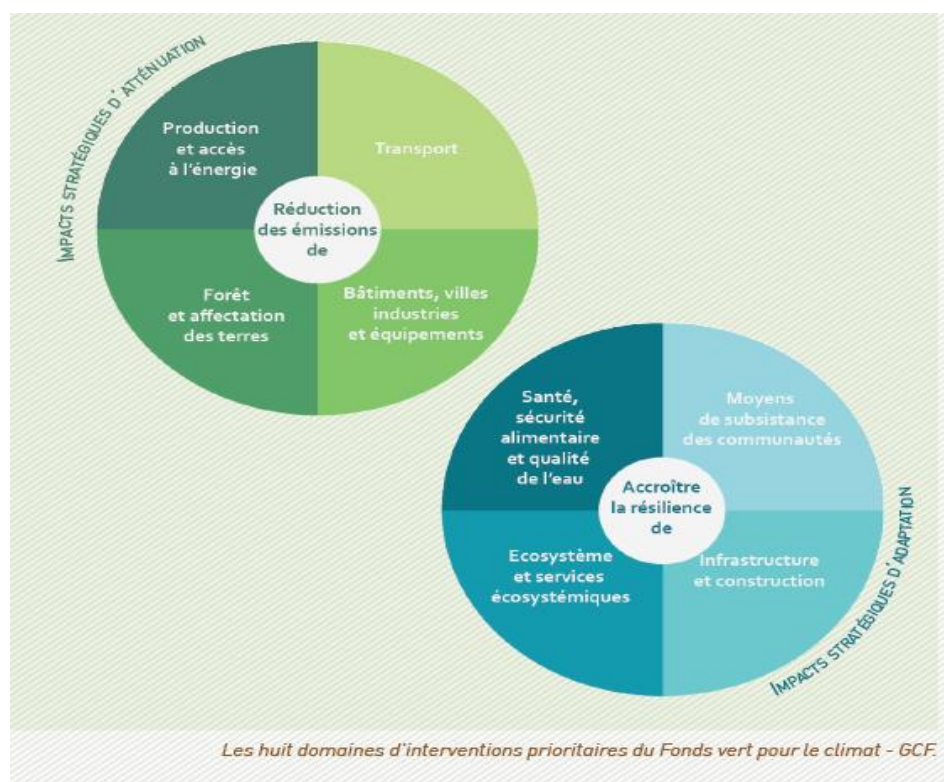 IMPACTS STRATÉGIQUES D'ATTÉNUATION
Production
et accès
à l'énergie
Transport
Réduction
des émissions
de
Forêt
et affectation
des terres
Bâtiments, villes
industries
et équipements
Santé,
sécurité
alimentaire
et qualité
de l'eau
Moyens
de subsistance
des communautés
Accroître
la résilience
de
Ecosystème
et services
écosystémiques
Infrastructure
et construction
IMPACTS STRATÉGIQUES D'ADAPTATION
Les huit domaines d'interventions prioritaires du Fonds vert pour le climat - GCF.